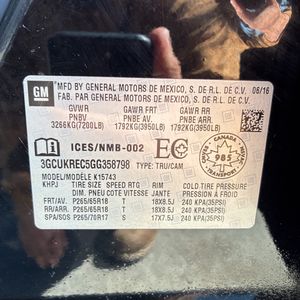 GM
MFD BY GENERAL MOTORS DE MEXICO, S. DE R.L. DE C.V. 06/16
FAB. PAR GENERAL MOTORS DE MEXICO, S. DE R.L. DE C.V.
GVWR GAWR FRT GAWR RR
PNBV PNBE AV PNBE ARR
3266KG(7200LB) 1792KG(3950LB) 1792KG(3950LB)
ICES/NMB-002
3GCUKREC5GG358798 TYPE: TRU/CAM
CANADA
985
MODEL/MODELE K15743
KHPJ TIRE SIZE SPEED RTG RIM COLD TIRE PRESSURE
DIM. PNEU COTE VITESSE JANTE PRESS. DES PNEUS À FROID
FRT/AV. P265/65R18 T 18X8.5J 240 KPA(35PSI)
RR/ARR. P265/65R18 T 18X8.5J 240 KPA(35PSI)
SPA/SOS P265/70R17 S 17X7.5J 240 KPA(35PSI)